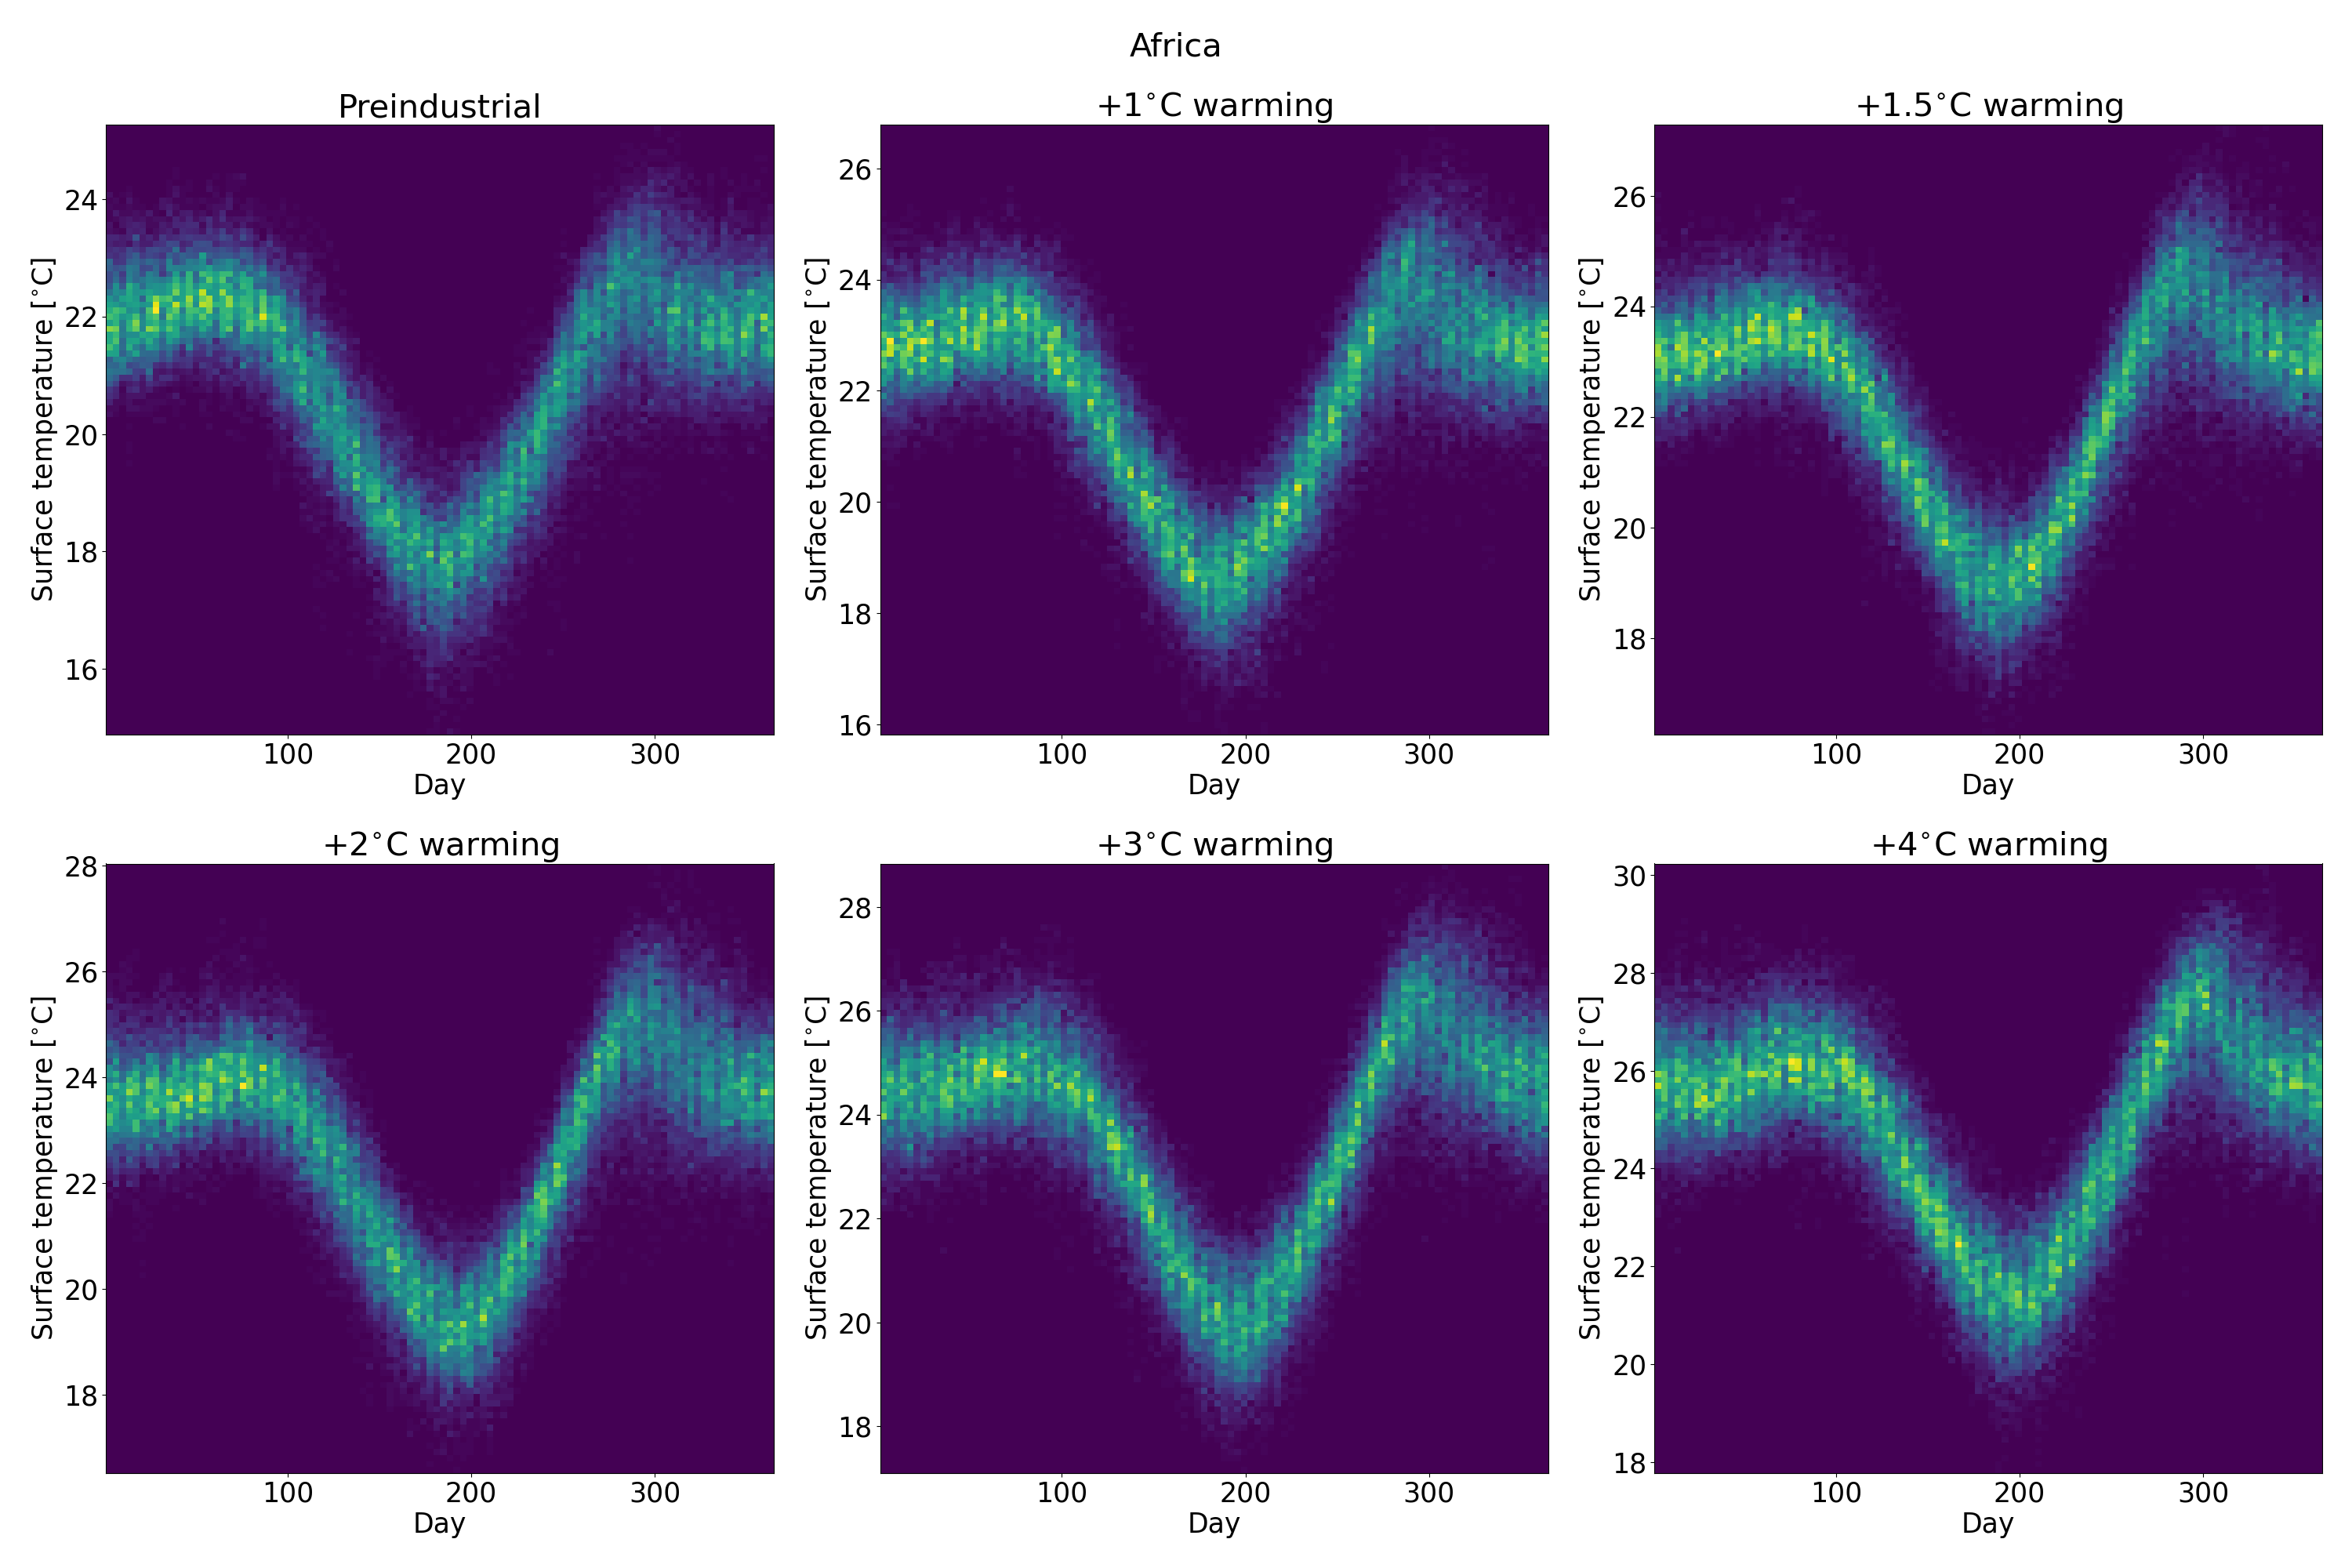 Africa
Preindustrial
+1°C warming
+1.5°C warming
Surface temperature [°C]
24
22
20
18
16
100
200
300
Day
Surface temperature [°C]
26
24
22
20
18
16
100
200
300
Day
Surface temperature [°C]
26
24
22
20
18
100
200
300
Day
+2°C warming
+3°C warming
+4°C warming
Surface temperature [°C]
28
26
24
22
20
18
100
200
300
Day
Surface temperature [°C]
28
26
24
22
20
18
100
200
300
Day
Surface temperature [°C]
30
28
26
24
22
20
18
100
200
300
Day